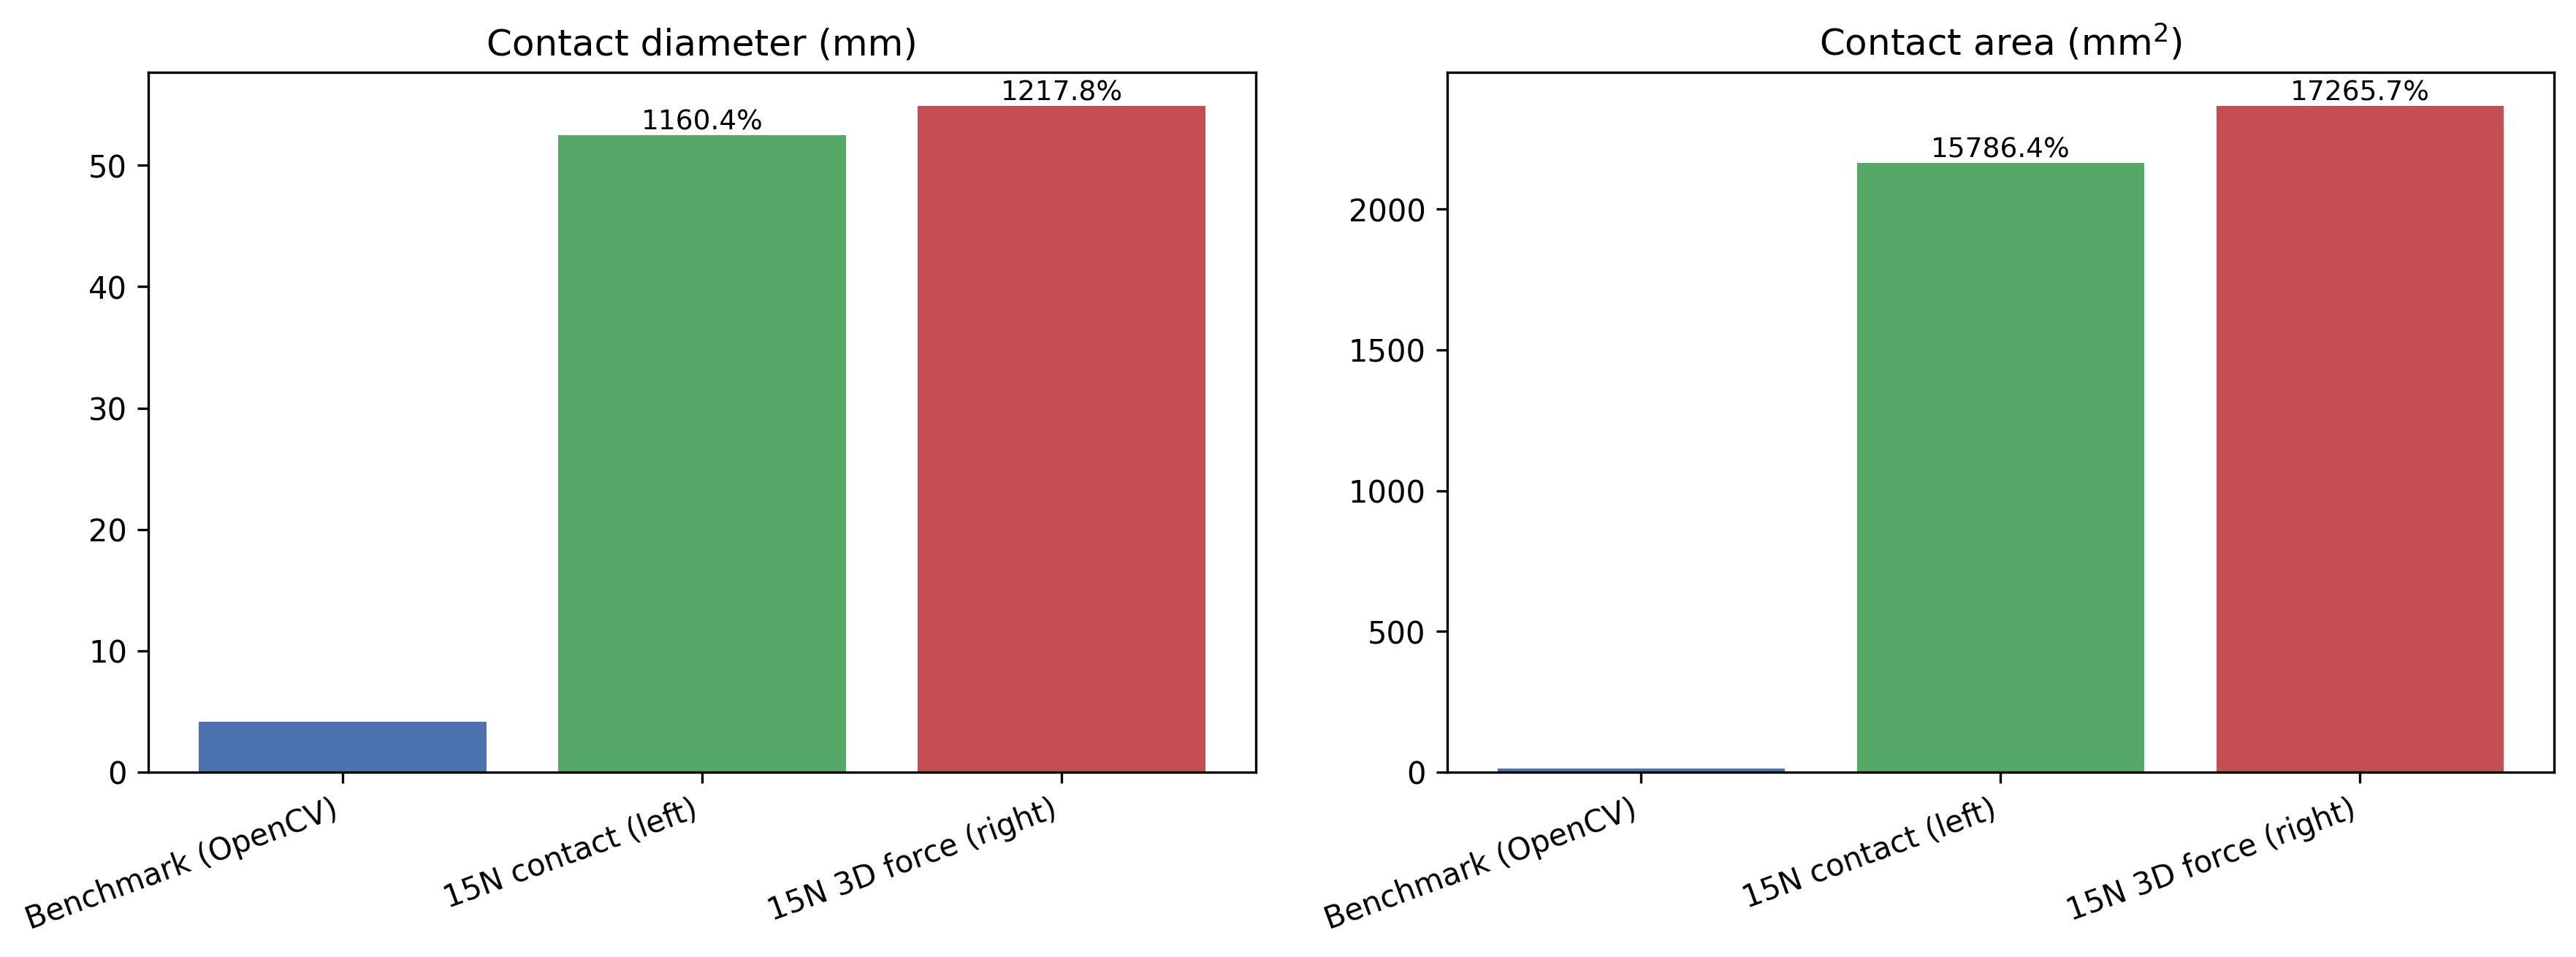 Contact diameter (mm)
1160.4%
1217.8%
50
40
30
20
10
0
Benchmark (OpenCV)
15N contact (left)
15N 3D force (right)
Contact area (mm²)
15786.4%
17265.7%
2000
1500
1000
500
0
Benchmark (OpenCV)
15N contact (left)
15N 3D force (right)